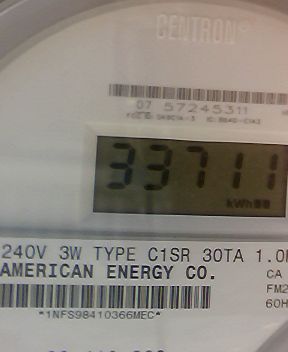 CENTRON®
07 57245311
33711
kWh
240V 3W TYPE C1SR 30TA 1.0
AMERICAN ENERGY CO.
CA
FM2
60H
*1NFS98410366MEC*